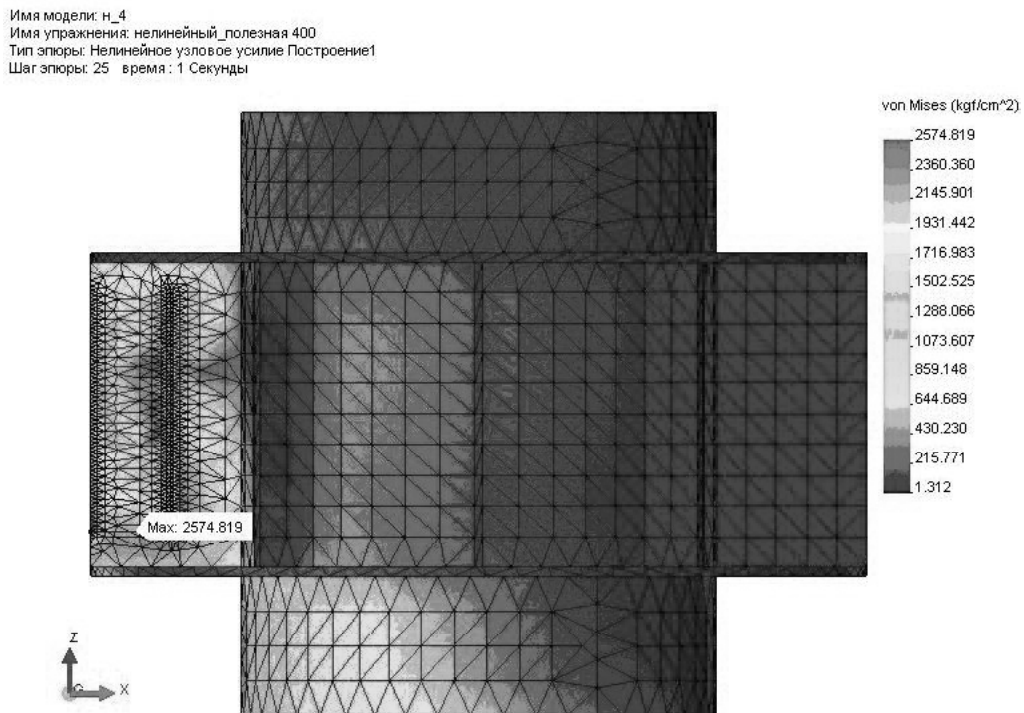 Имя модели: н_4
Имя упражнения: нелинейный_полезная 400
Тип эпюры: Нелинейное узловое усилие Построение1
Шаг эпюры: 25 время : 1 Секунды
von Mises (kgf/cm^2)
2574.819
2360.360
2145.901
1931.442
1716.983
1502.525
1288.066
1073.607
859.148
644.689
430.230
215.771
1.312
Max: 2574.819
Z
X